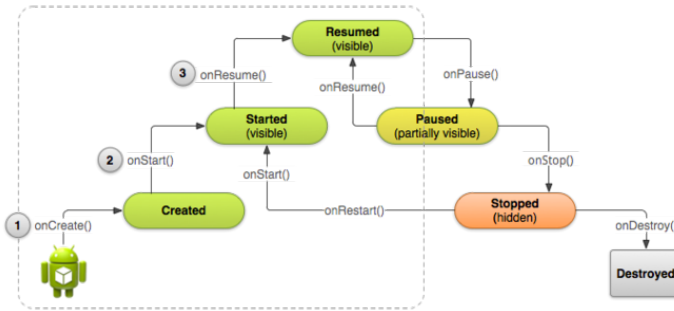 Resumed
(visible)
3
onResume()
onResume()
onPause()
Started
(visible)
Paused
(partially visible)
2
onStart()
onStart()
onStop()
Created
onRestart()
Stopped
(hidden)
1
onCreate()
onDestroy()
Destroyed